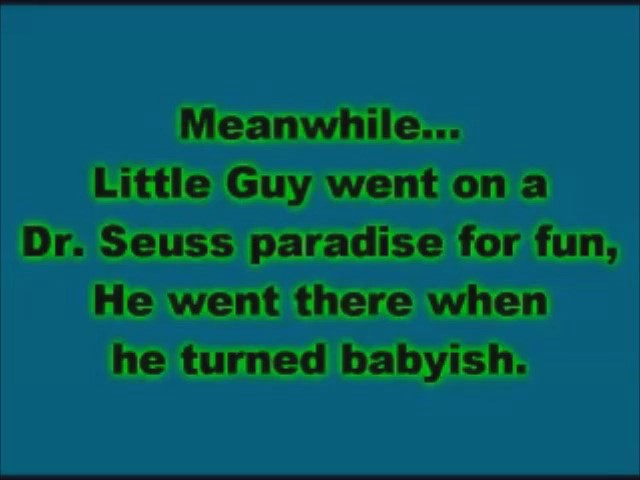 Meanwhile...
Little Guy went on a
Dr. Seuss paradise for fun,
He went there when
he turned babyish.